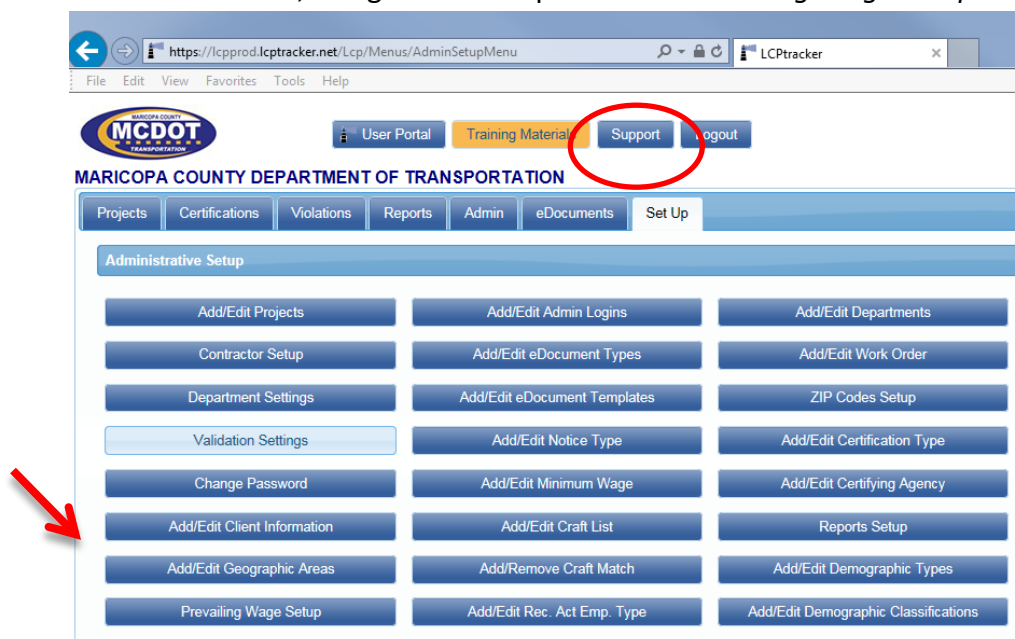 https://lcpprod.lcptracker.net/Lcp/Menus/AdminSetupMenu LCPtracker
File Edit View Favorites Tools Help
MARICOPA COUNTY
MCDOT
TRANSPORTATION
User Portal Training Materials Support Logout
MARICOPA COUNTY DEPARTMENT OF TRANSPORTATION
Projects Certifications Violations Reports Admin eDocuments Set Up
Administrative Setup
Add/Edit Projects Add/Edit Admin Logins Add/Edit Departments
Contractor Setup Add/Edit eDocument Types Add/Edit Work Order
Department Settings Add/Edit eDocument Templates ZIP Codes Setup
Validation Settings Add/Edit Notice Type Add/Edit Certification Type
Change Password Add/Edit Minimum Wage Add/Edit Certifying Agency
Add/Edit Client Information Add/Edit Craft List Reports Setup
Add/Edit Geographic Areas Add/Remove Craft Match Add/Edit Demographic Types
Prevailing Wage Setup Add/Edit Rec. Act Emp. Type Add/Edit Demographic Classifications